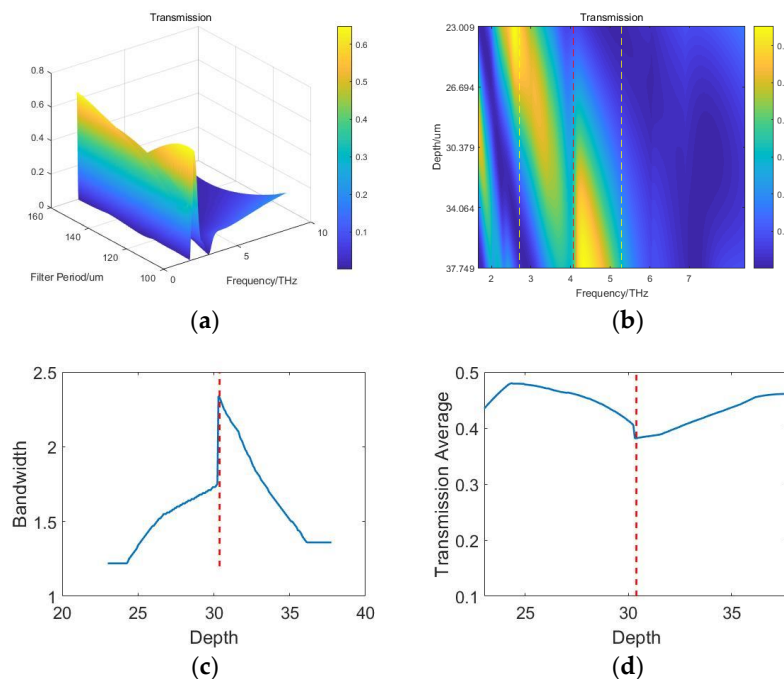 Transmission
0.8
0.6
0.4
0.2
0
160
140
120
100
Filter Period/um
0
5
10
Frequency/THz
0.6
0.5
0.4
0.3
0.2
0.1
(a)
Transmission
23.009
26.694
30.379
34.064
37.749
Depth/um
2 3 4 5 6 7
Frequency/THz
(b)
2.5
2
1.5
1
Bandwidth
20 25 30 35 40
Depth
(c)
0.5
0.4
0.3
0.2
0.1
Transmission Average
25 30 35
Depth
(d)